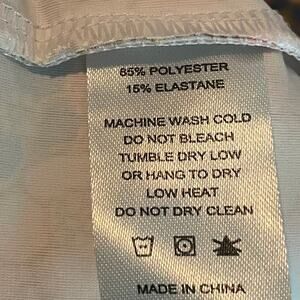 85% POLYESTER
15% ELASTANE
MACHINE WASH COLD
DO NOT BLEACH
TUMBLE DRY LOW
OR HANG TO DRY
LOW HEAT
DO NOT DRY CLEAN
MADE IN CHINA